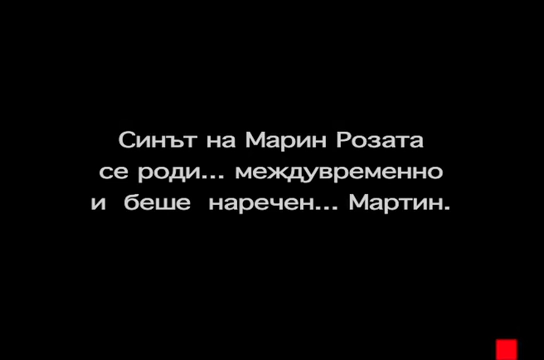 Синът на Марин Розата
се роди... междувременно
и беше наречен... Мартин.